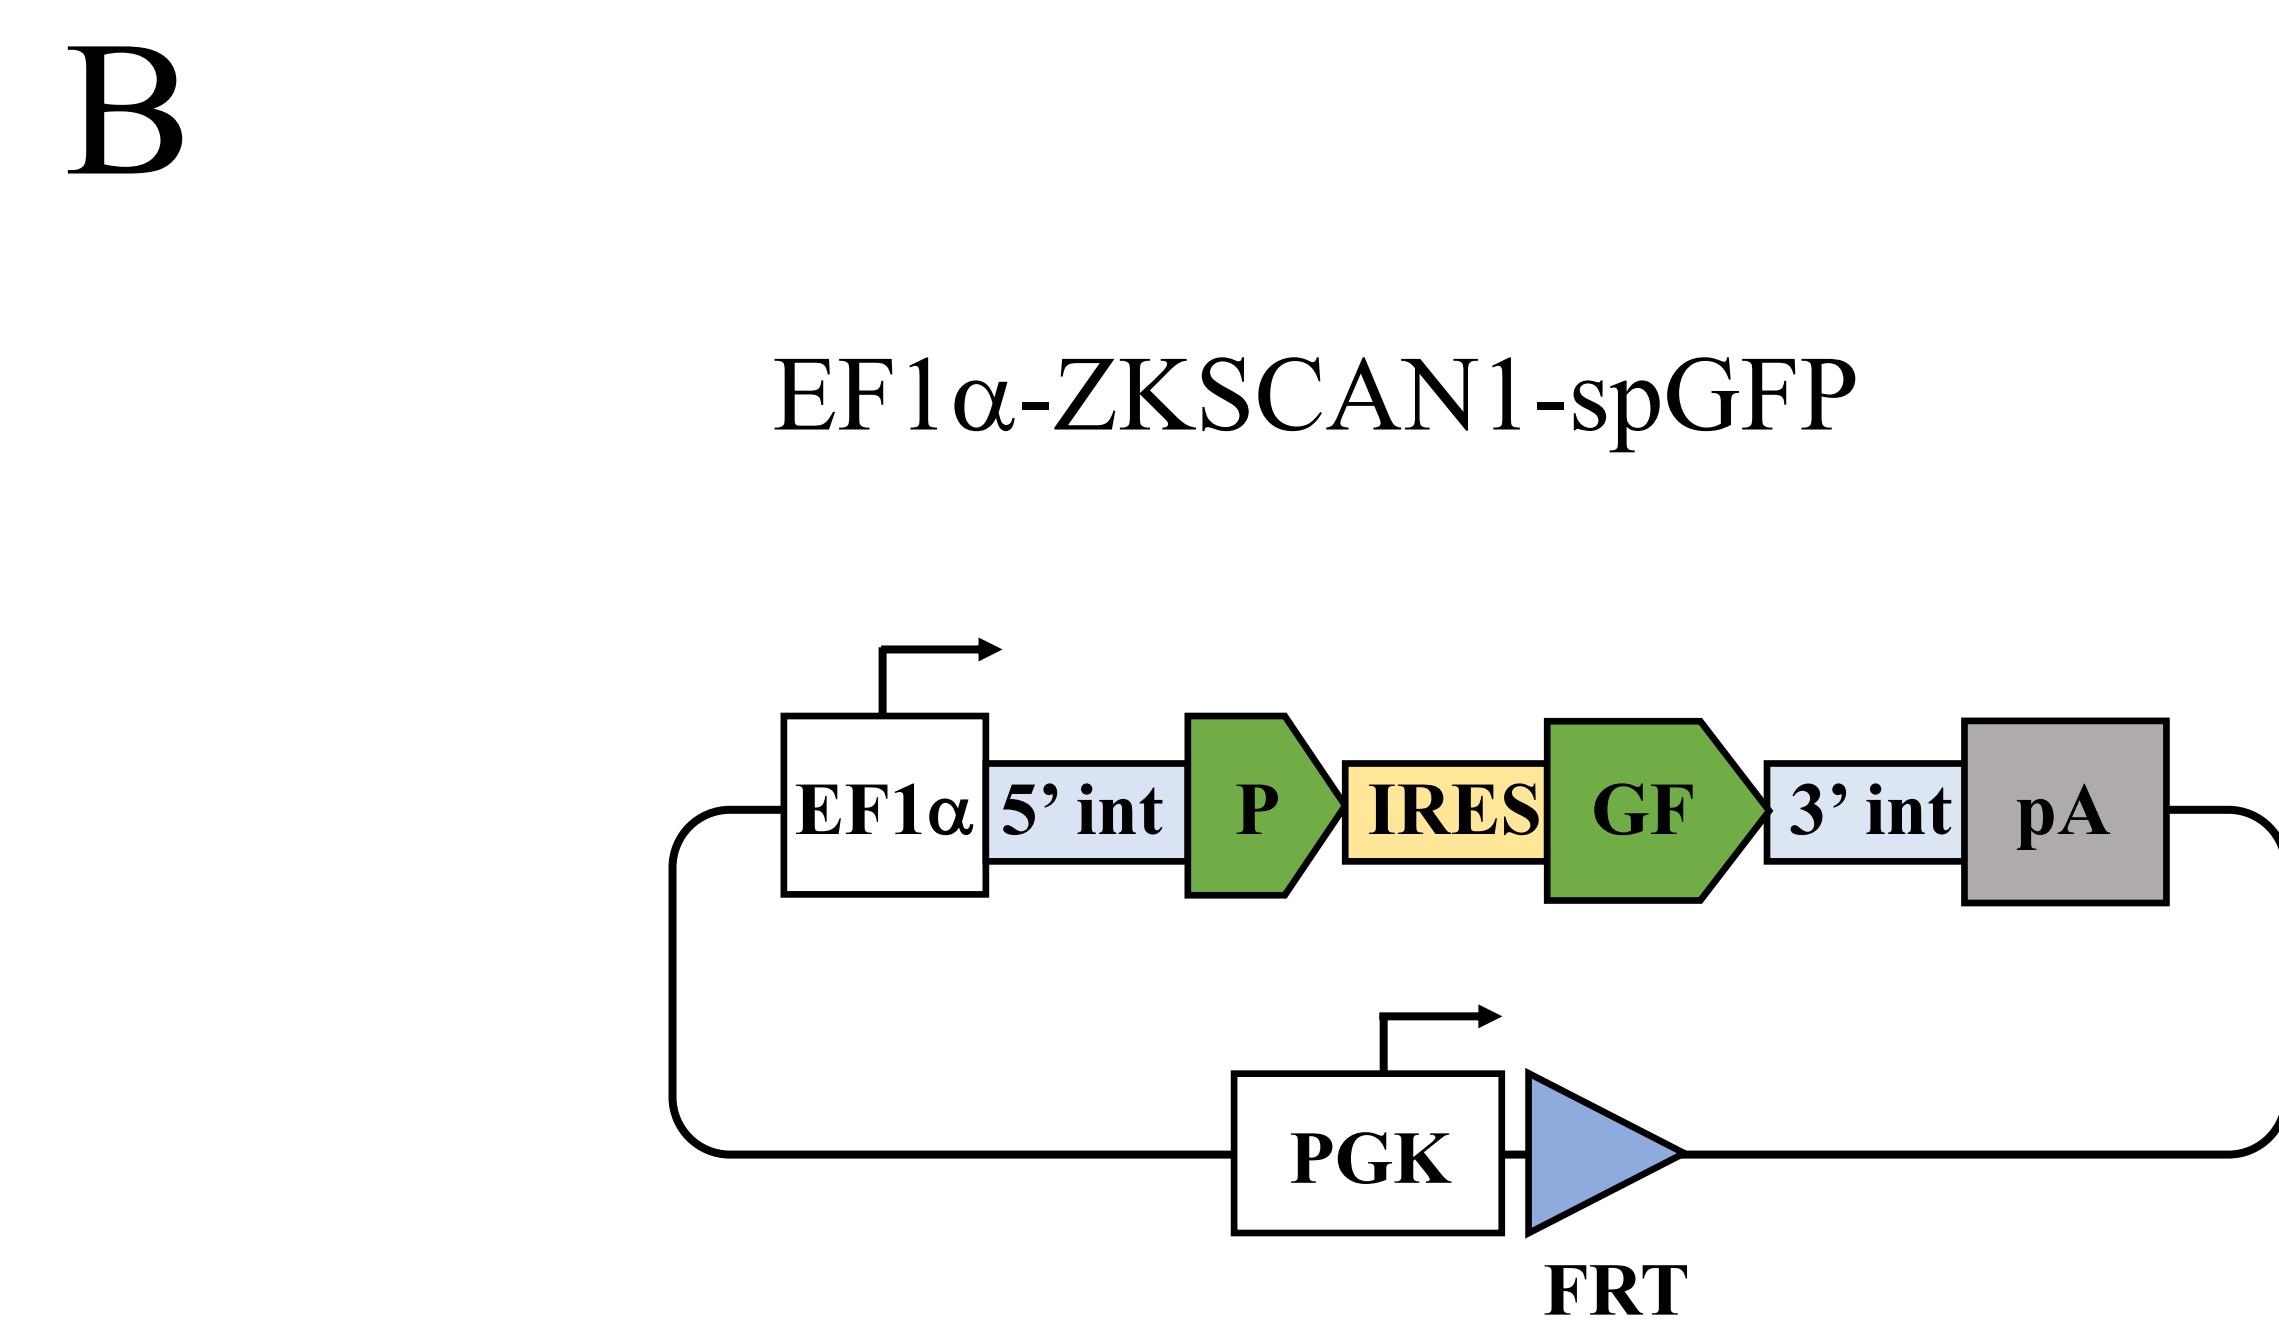 B
EF1α-ZKSCAN1-spGFP
EF1α 5’ int P IRES GF 3’ int pA
PGK
FRT